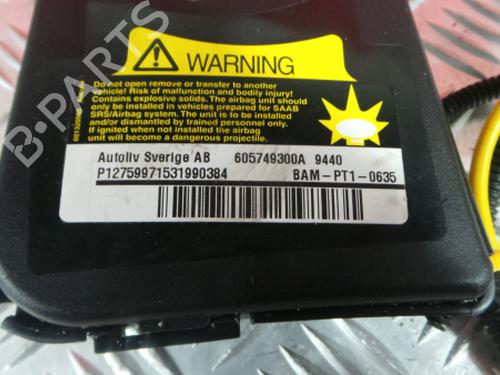 WARNING
Do not open remove or transfer to another
vehicle! Risk of malfunction and bodily injury!
Contains explosive solids. The airbag unit should
only be installed in vehicles prepared for SAAB
SRS/Airbag system. The unit is to be installed
and/or dismantled by trained personnel only.
If ignited when not installed the airbag
unit will become a dangerous projectile.
Autoliv Sverige AB 605749300A 9440
P12759971531990384 BAM-PT1-0635
B-PARTS